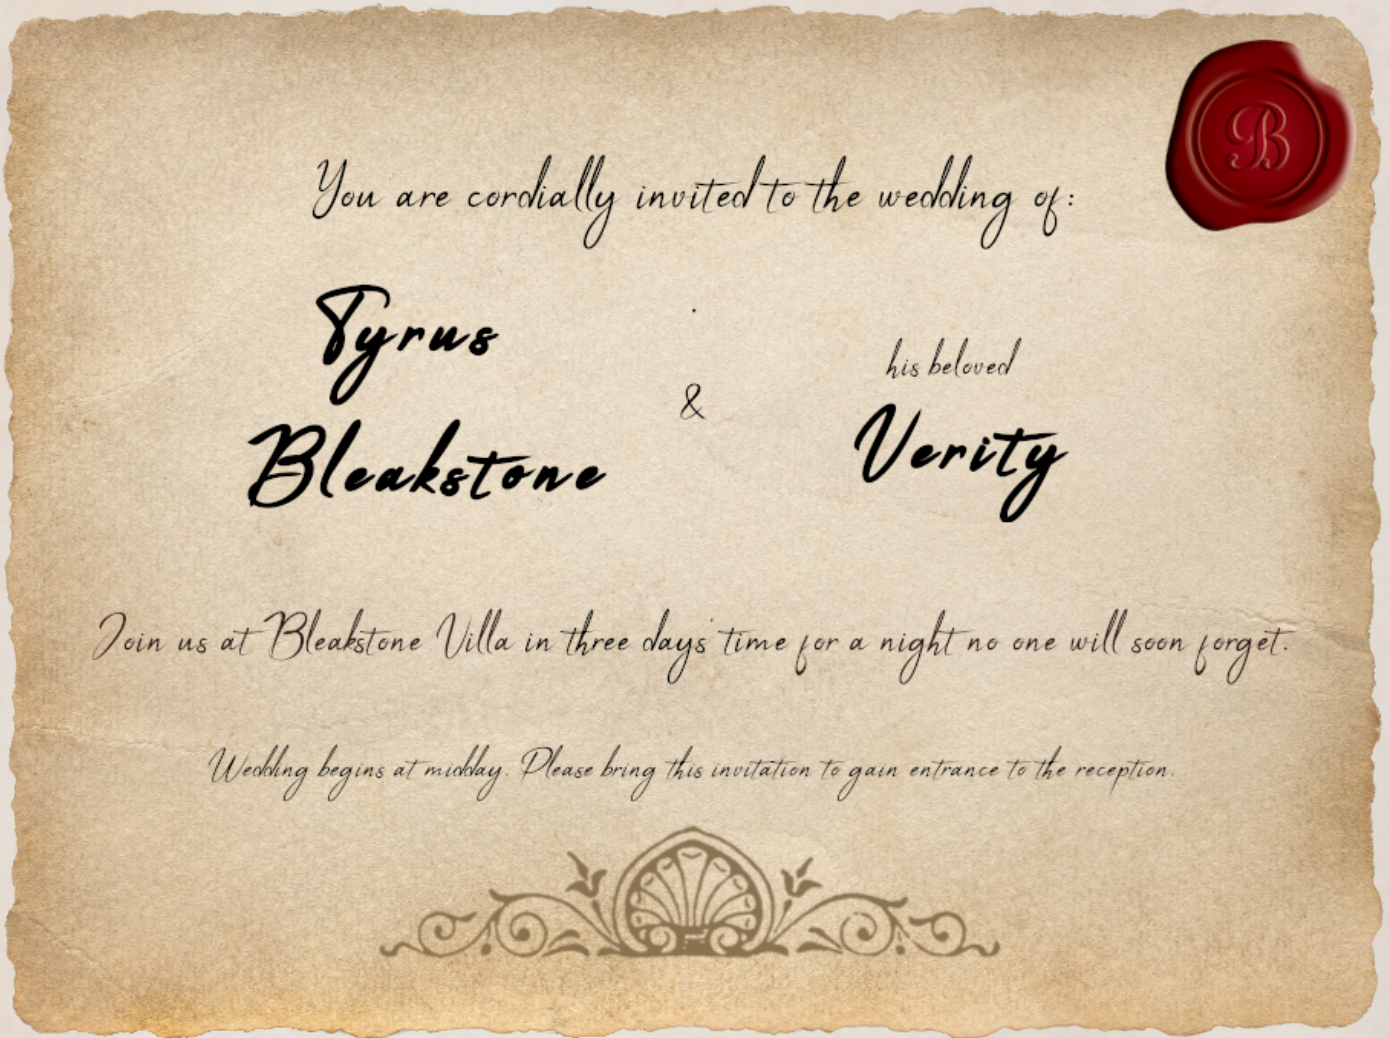 B
You are cordially invited to the wedding of:
Tyrus
Bleakstone
&
his beloved
Verity
Join us at Bleakstone Villa in three days' time for a night no one will soon forget.
Wedding begins at midday. Please bring this invitation to gain entrance to the reception.